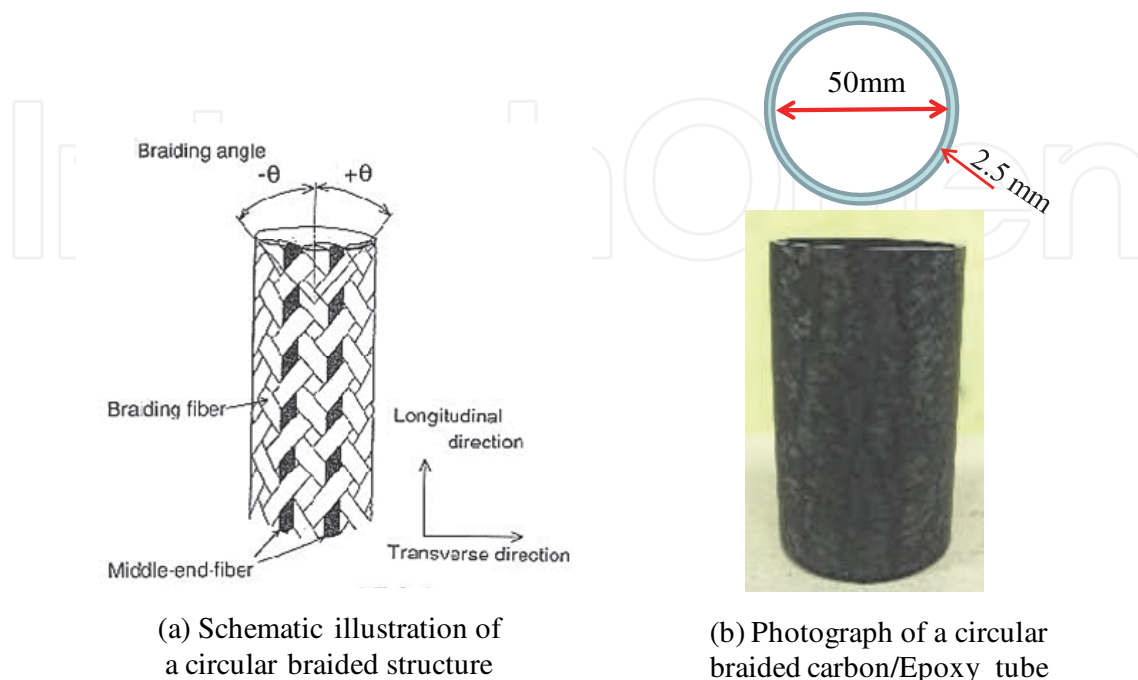 Braiding angle
-θ
+θ
Braiding fiber
Longitudinal
direction
Middle-end-fiber
Transverse direction
(a) Schematic illustration of
a circular braided structure
50mm
2.5 mm
(b) Photograph of a circular
braided carbon/Epoxy tube